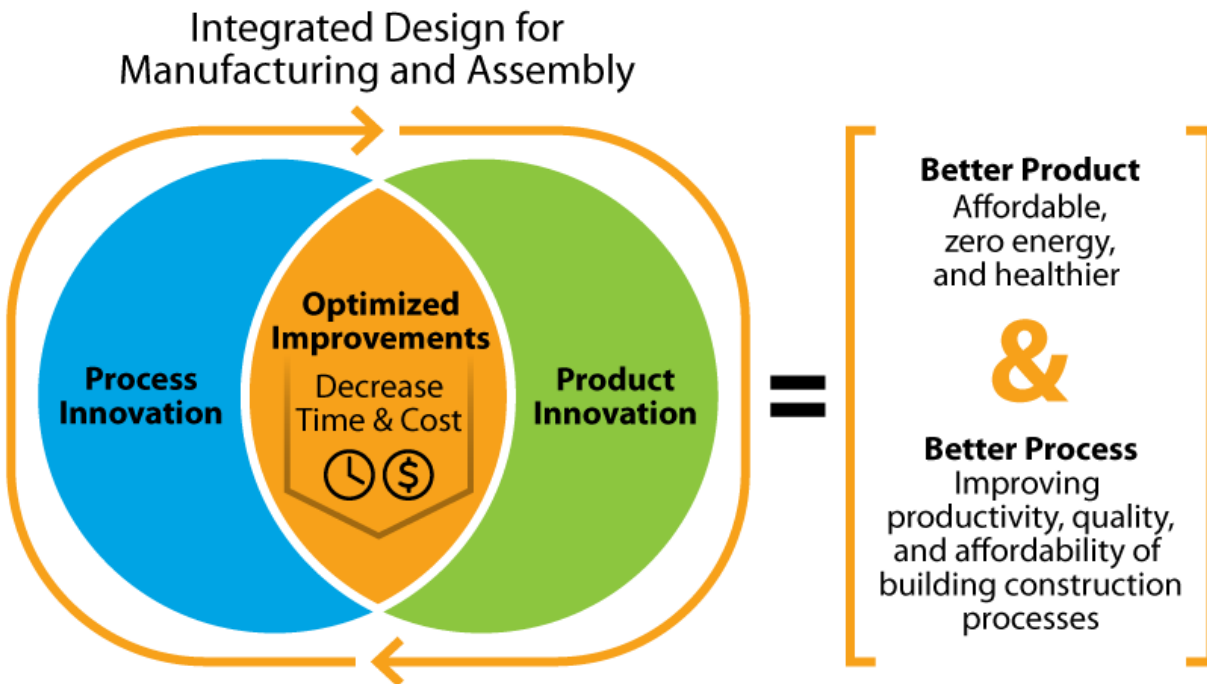 Integrated Design for
Manufacturing and Assembly
Process
Innovation
Optimized
Improvements
Decrease
Time & Cost
$
Product
Innovation
=
Better Product
Affordable,
zero energy,
and healthier
&
Better Process
Improving
productivity, quality,
and affordability of
building construction
processes